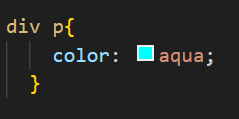 div p{
color: aqua;
}